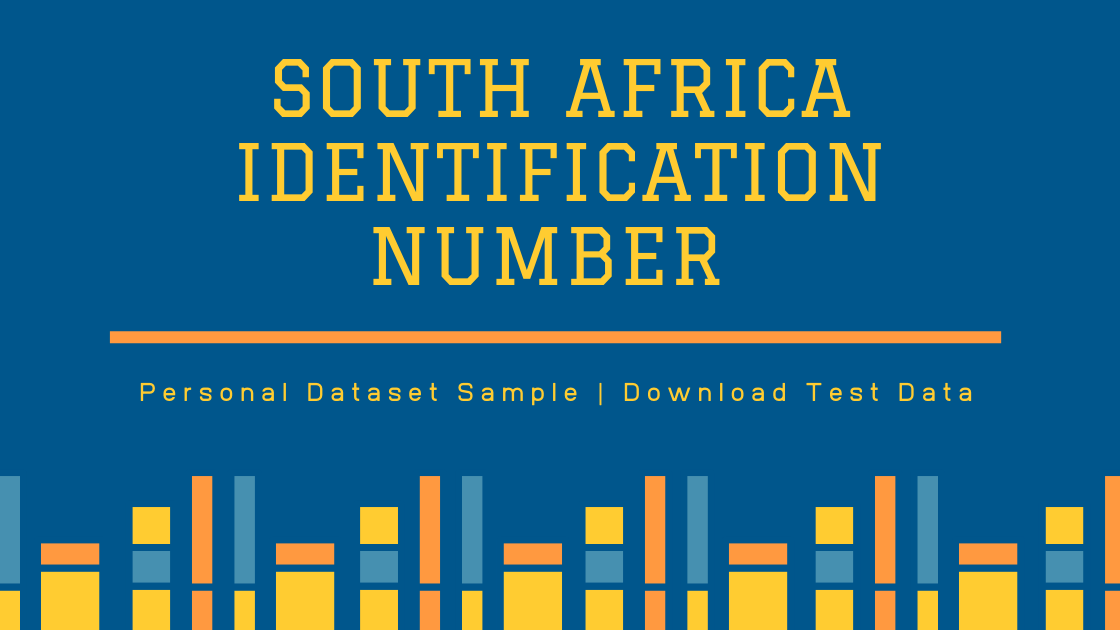 SOUTH AFRICA
IDENTIFICATION
NUMBER
Personal Dataset Sample | Download Test Data